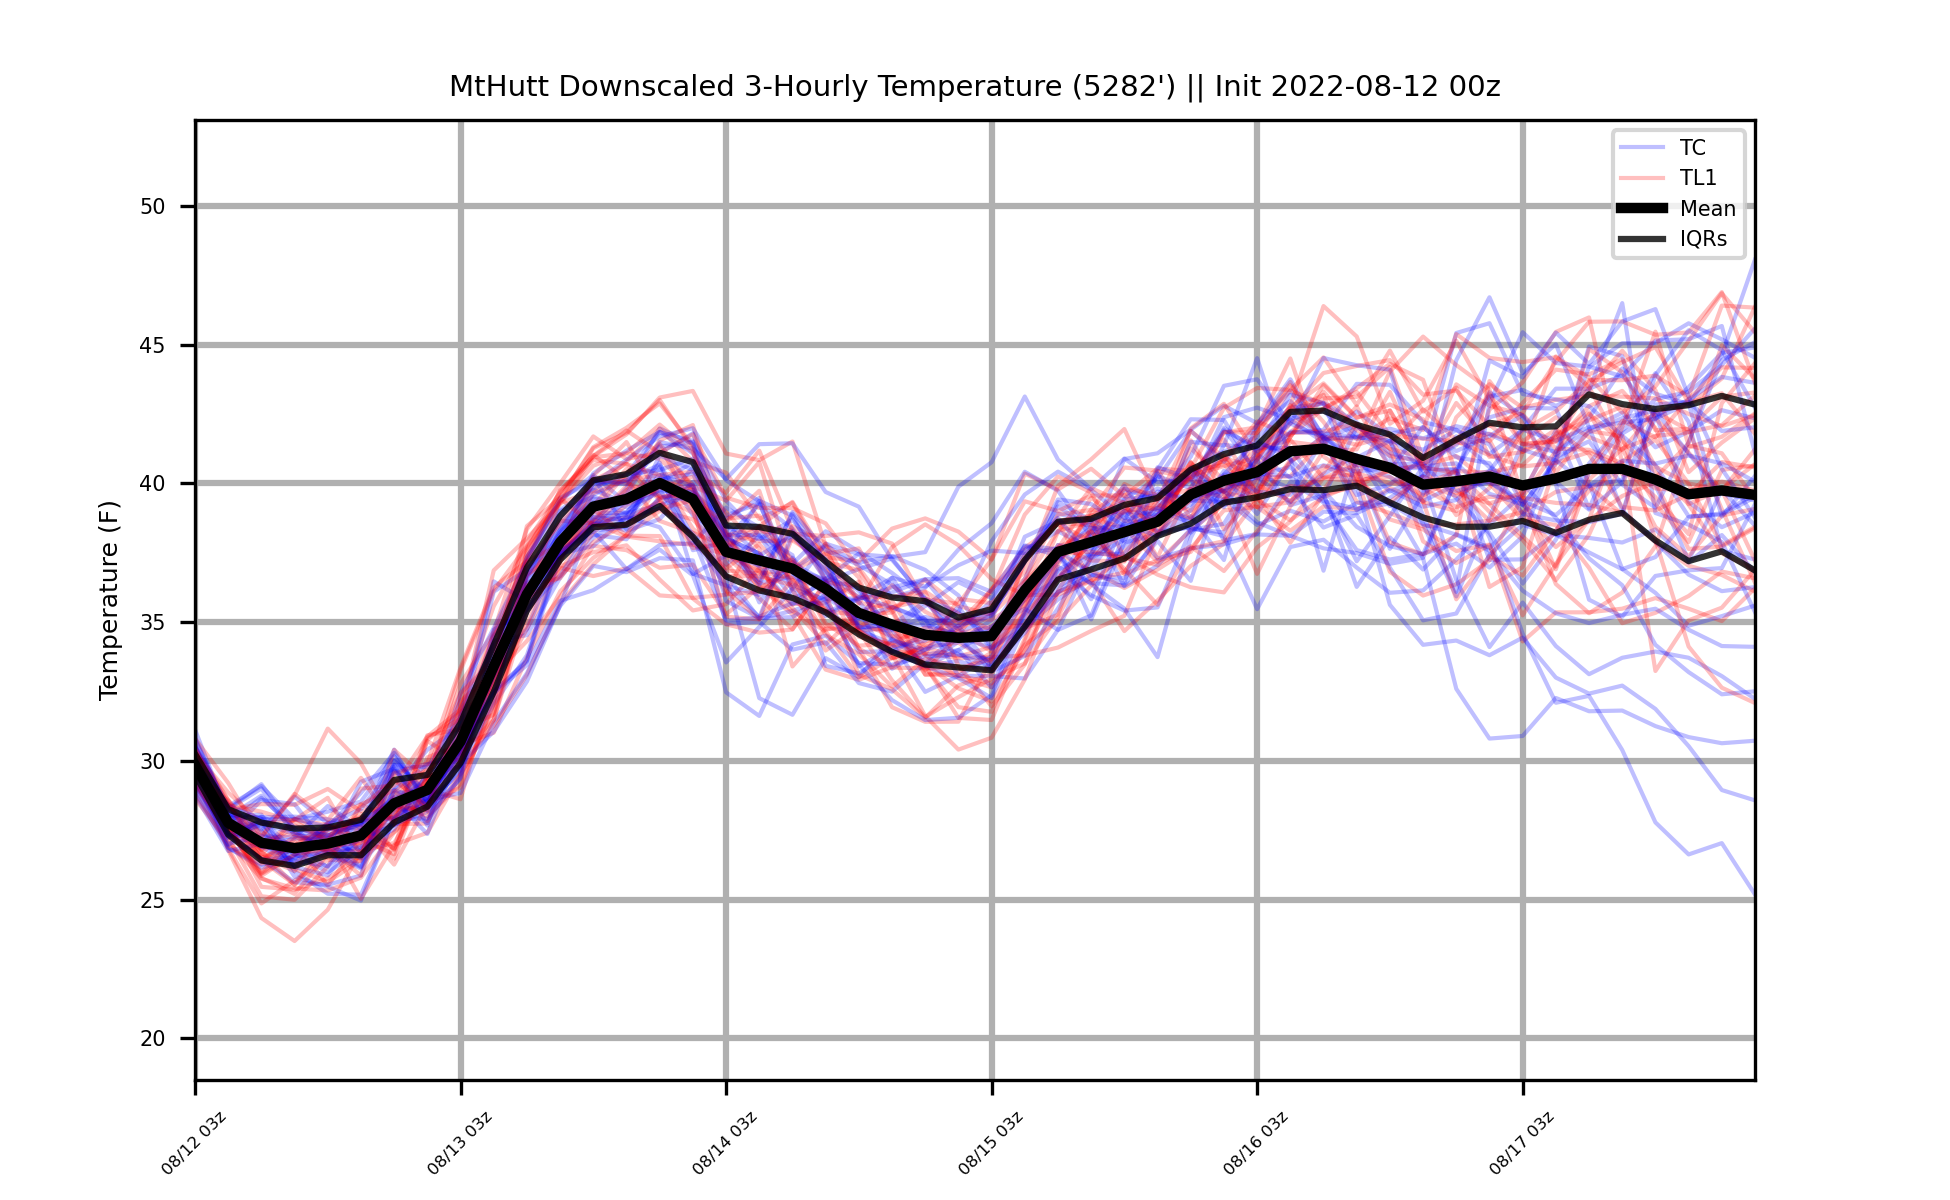 MtHutt Downscaled 3-Hourly Temperature (5282') || Init 2022-08-12 00z
TC
TL1
Mean
IQRs
Temperature (F)
50
45
40
35
30
25
20
08/12 03z
08/13 03z
08/14 03z
08/15 03z
08/16 03z
08/17 03z